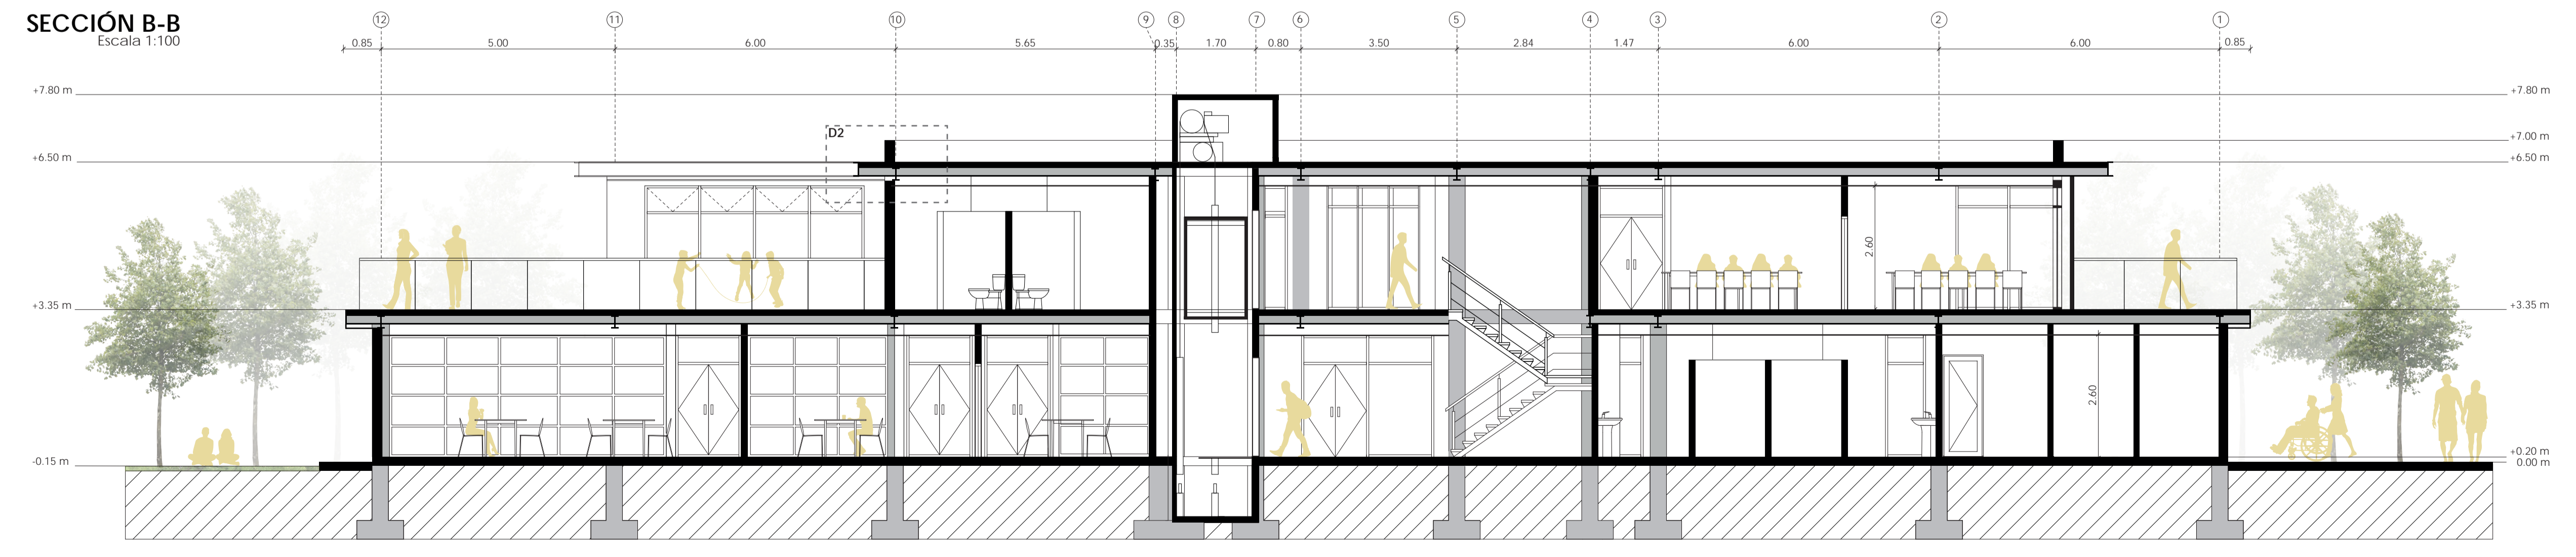 SECCIÓN B-B
Escala 1:100
12 11 10 9 8 7 6 5 4 3 2 1
0.85 5.00 6.00 5.65 0.35 1.70 0.80 3.50 2.84 1.47 6.00 6.00 0.85
+7.80 m +7.80 m
D2
+7.00 m
+6.50 m +6.50 m
2.60
+3.35 m +3.35 m
2.60
-0.15 m +0.20 m
0.00 m